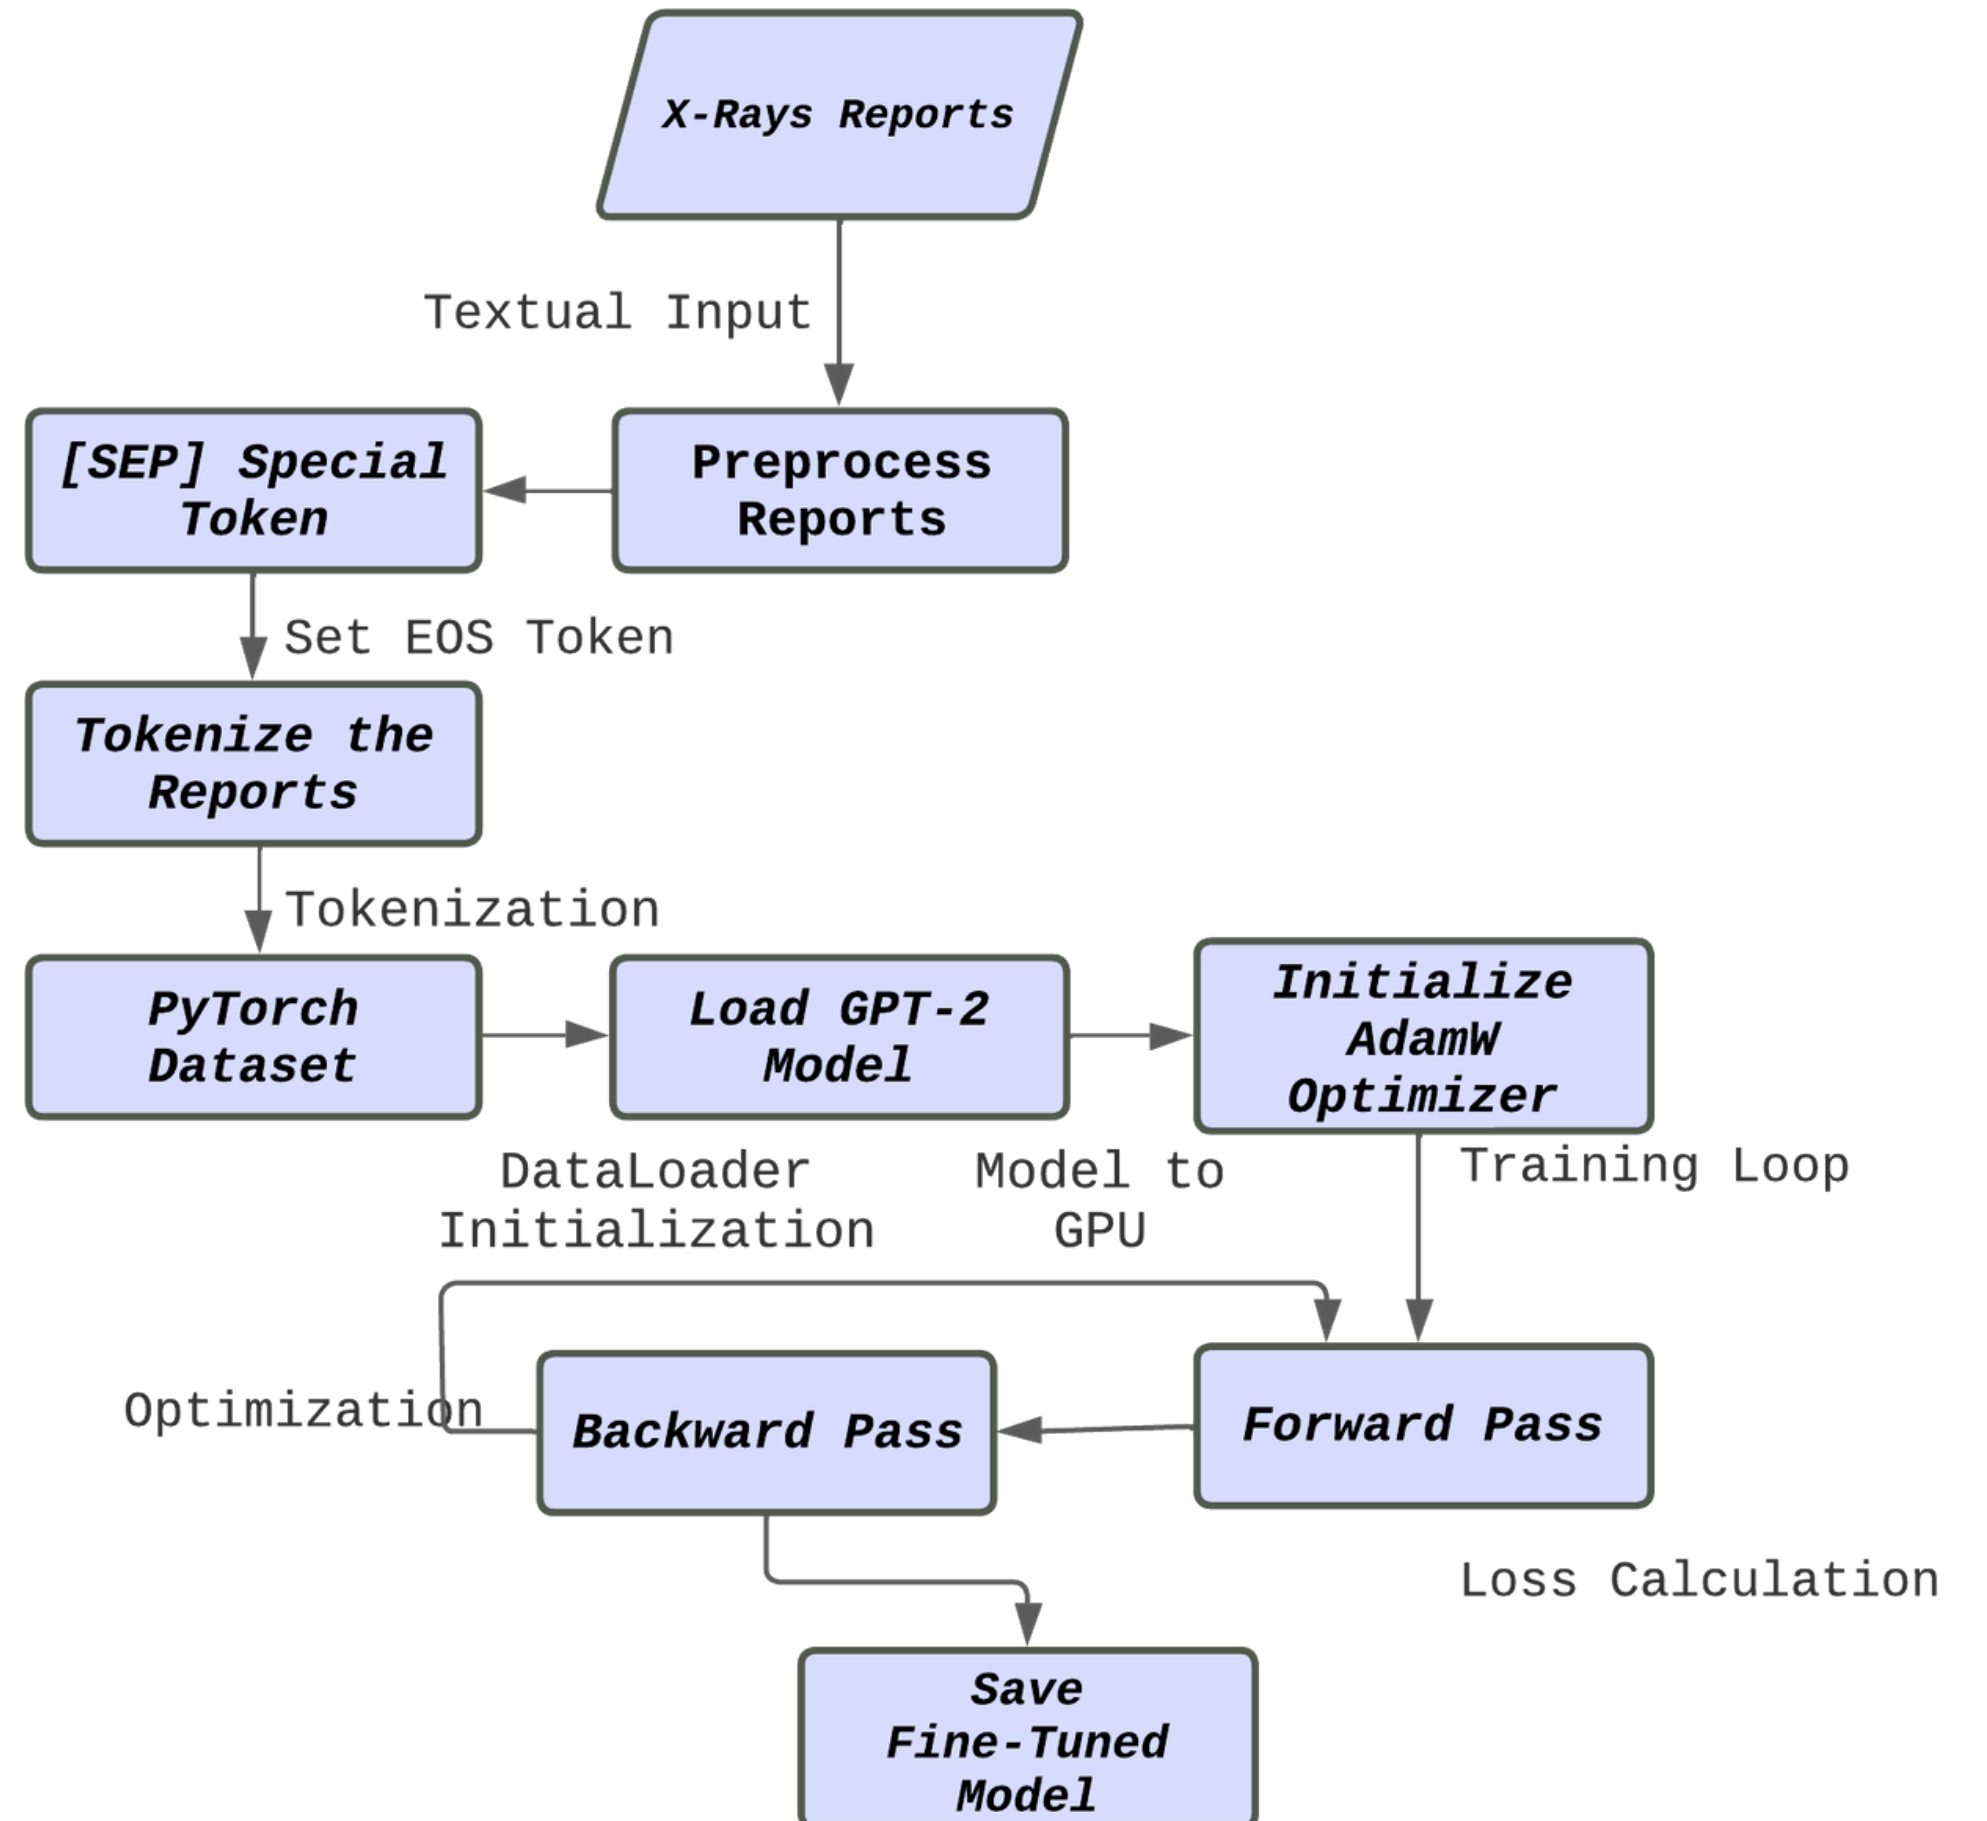 X-Rays Reports
Textual Input
[SEP] Special
Token
Preprocess
Reports
Set EOS Token
Tokenize the
Reports
Tokenization
PyTorch
Dataset
Load GPT-2
Model
Initialize
AdamW
Optimizer
DataLoader
Initialization
Model to
GPU
Training Loop
Optimization
Backward Pass
Forward Pass
Loss Calculation
Save
Fine-Tuned
Model